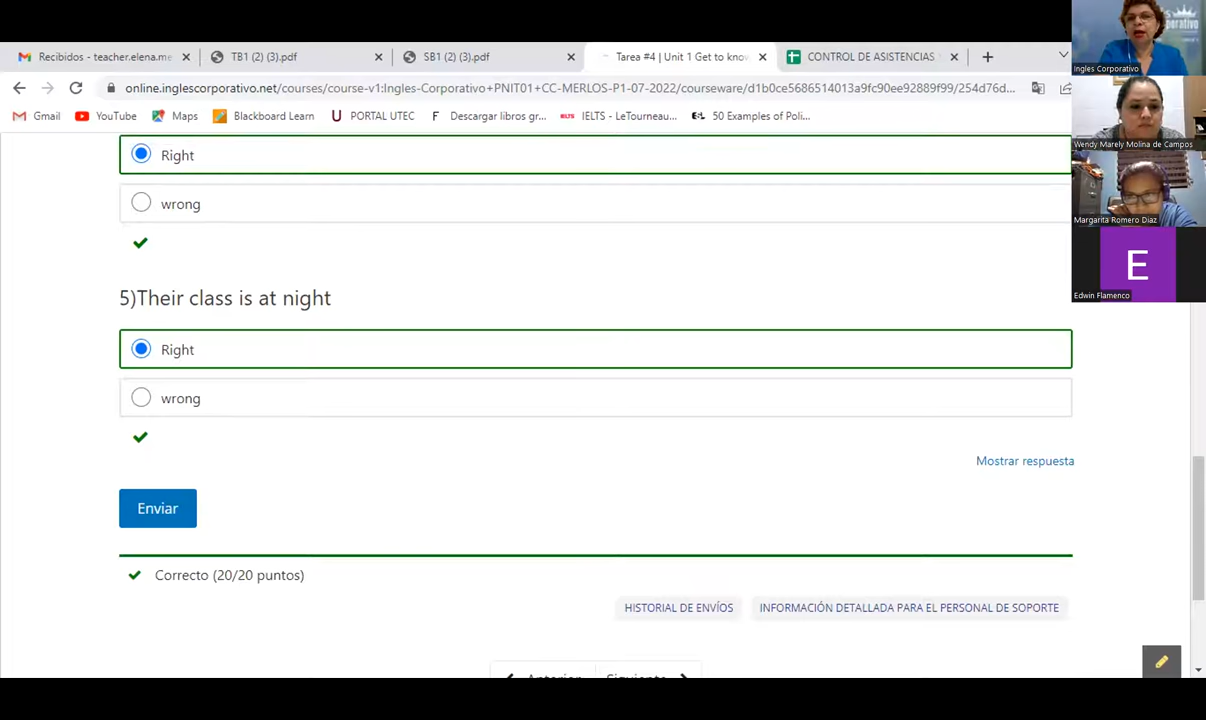 Recibidos - teacher.elena.me
TB1 (2) (3).pdf
SB1 (2) (3).pdf
Tarea #4 | Unit 1 Get to knov
CONTROL DE ASISTENCIAS
online.inglescorporativo.net/courses/course-v1:Ingles-Corporativo+PNIT01+CC-MERLOS-P1-07-2022/courseware/d1b0ce5686514013a9fc90ee92889f99/254d76d...
Gmail
YouTube
Maps
Blackboard Learn
PORTAL UTEC
Descargar libros gr...
IELTS - LeTourneau...
50 Examples of Poli...
Ingles Corporativo
Wendy Marely Molina de Campos
Margarita Romero Diaz
E
Edwin Flamenco
Right
wrong
5)Their class is at night
Right
wrong
Mostrar respuesta
Enviar
Correcto (20/20 puntos)
HISTORIAL DE ENVÍOS
INFORMACIÓN DETALLADA PARA EL PERSONAL DE SOPORTE
Anterior
Siguiente